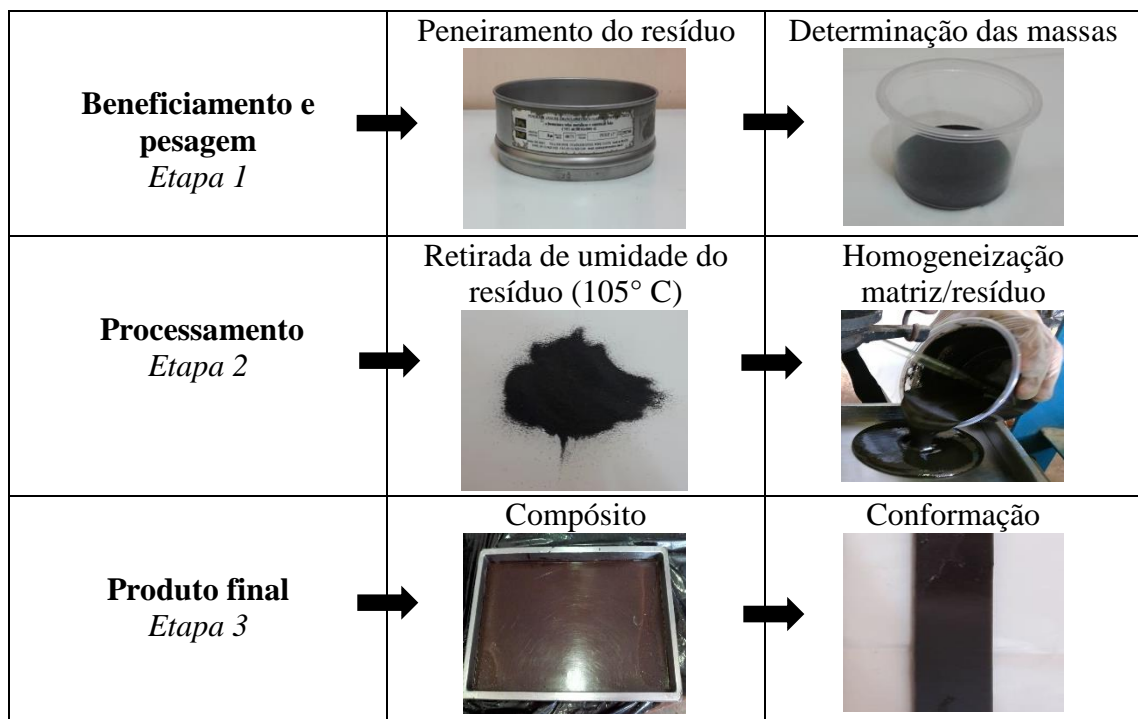 Beneficiamento e
pesagem
Etapa 1
Peneiramento do resíduo
Determinação das massas
Processamento
Etapa 2
Retirada de umidade do
resíduo (105° C)
Homogeneização
matriz/resíduo
Produto final
Etapa 3
Compósito
Conformação